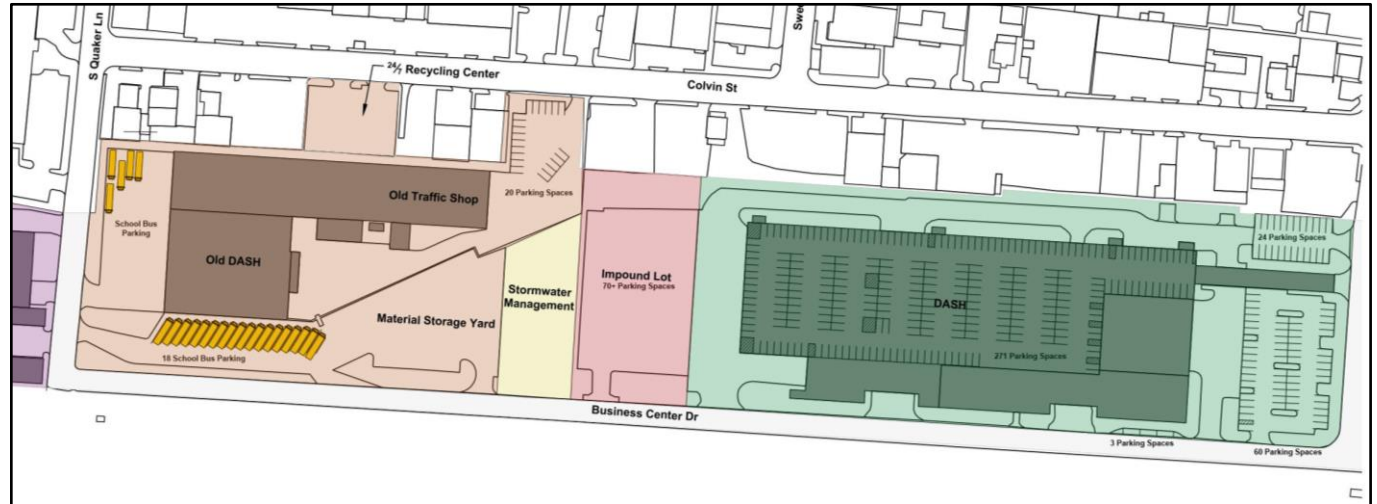 S Quaker Ln
24/7 Recycling Center
Colvin St
Old Traffic Shop
20 Parking Spaces
School Bus
Parking
Old DASH
Stormwater
Management
Impound Lot
70+ Parking Spaces
24 Parking Spaces
DASH
Material Storage Yard
18 School Bus Parking
271 Parking Spaces
Business Center Dr
3 Parking Spaces
60 Parking Spaces